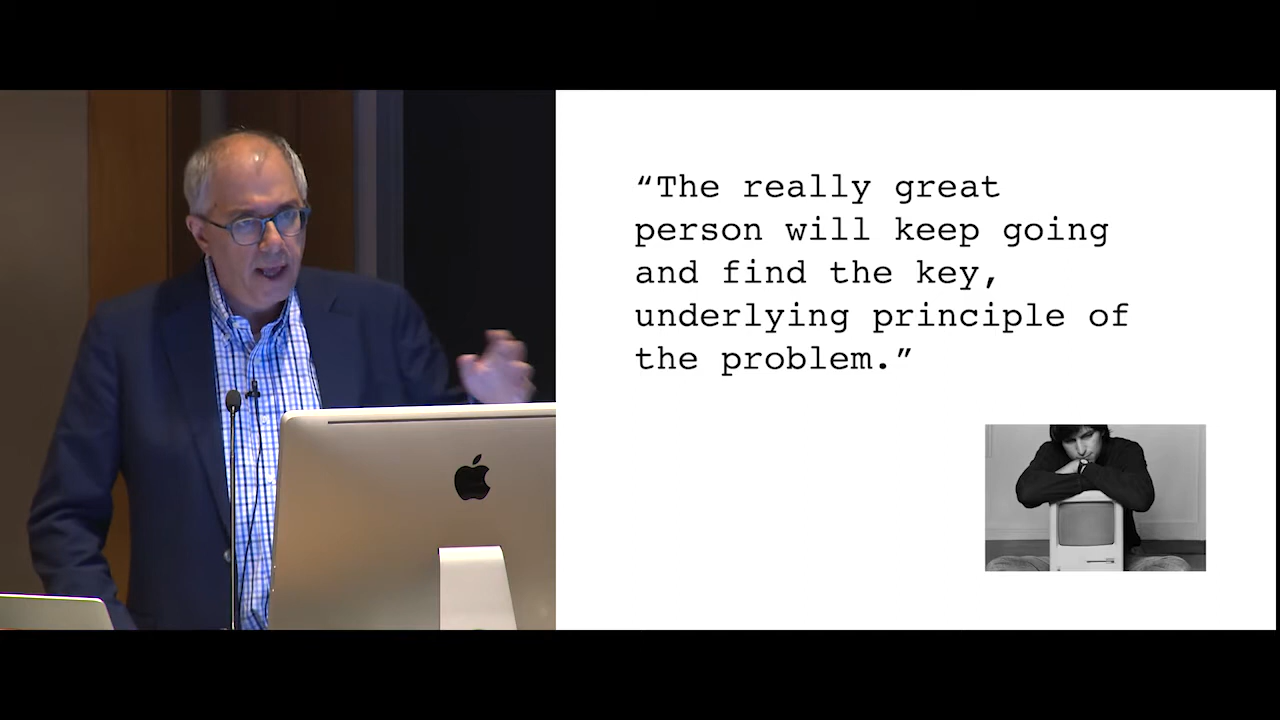 “The really great
person will keep going
and find the key,
underlying principle of
the problem.”